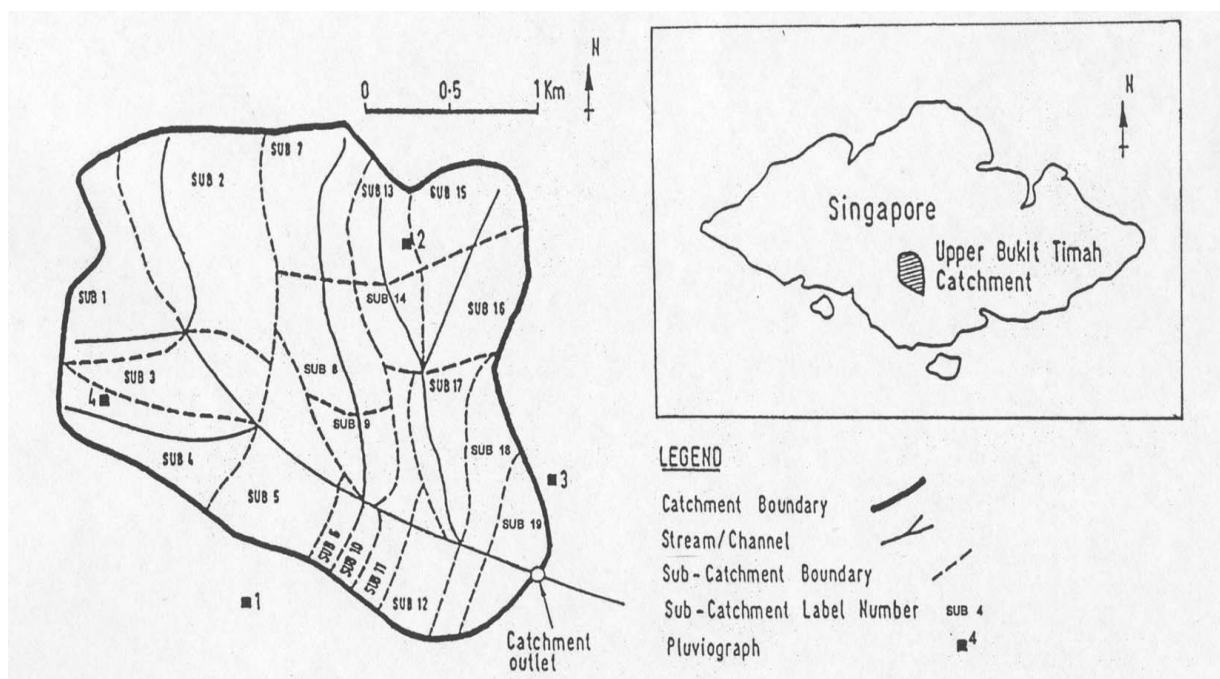 N
0 0·5 1 Km
SUB 7
SUB 2
SUB 13
SUB 15
2
SUB 1
SUB 14
SUB 16
SUB 3
SUB 8
SUB 17
4
SUB 9
SUB 4
SUB 18
SUB 5
3
SUB 6
SUB 10
SUB 11
SUB 19
SUB 12
1
Catchment
outlet
N
Singapore
Upper Bukit Timah
Catchment
LEGEND
Catchment Boundary
Stream/Channel
Sub-Catchment Boundary
Sub-Catchment Label Number SUB 4
Pluviograph 4